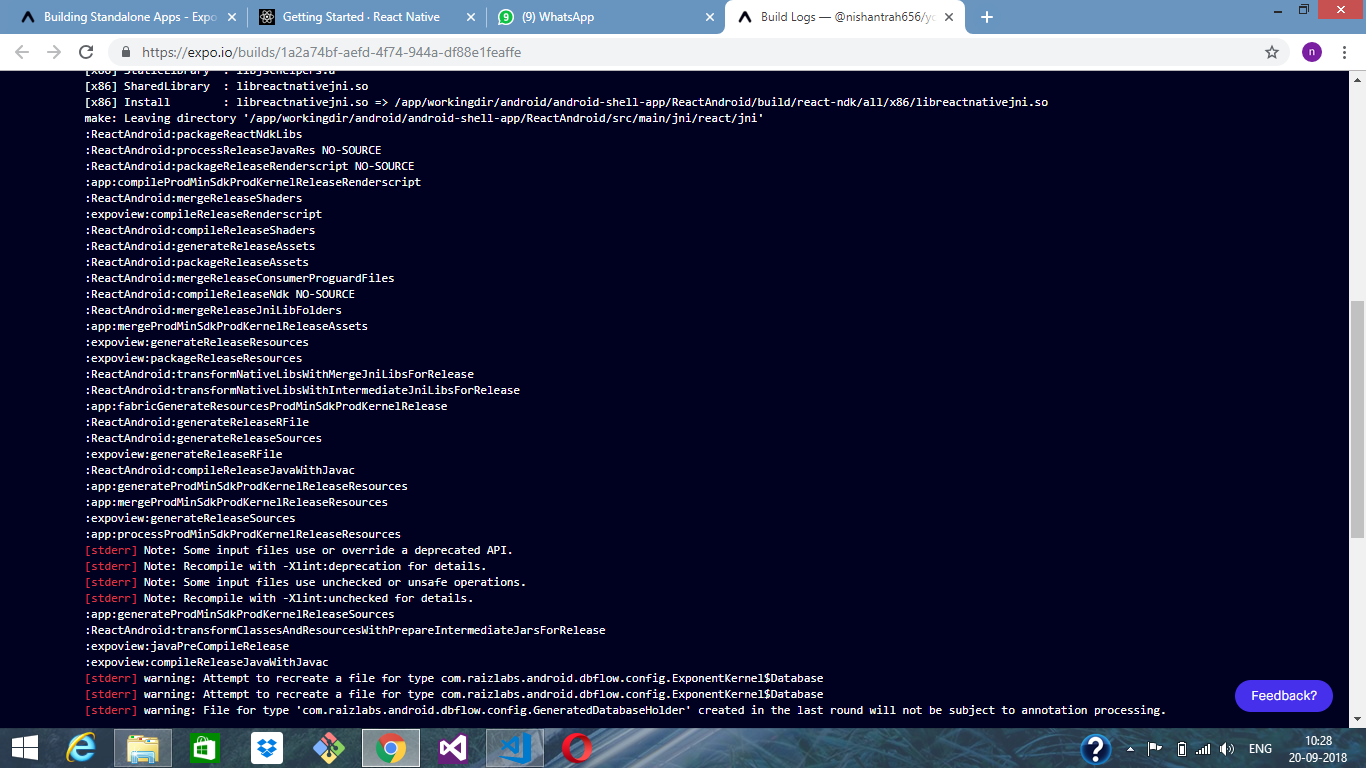 Building Standalone Apps - Expo
Getting Started · React Native
(9) WhatsApp
Build Logs — @nishantrah656/yo
https://expo.io/builds/1a2a74bf-aefd-4f74-944a-df88e1feaffe
n
[x86] StaticLibrary : libjschelpers.a
[x86] SharedLibrary : libreactnativejni.so
[x86] Install : libreactnativejni.so => /app/workingdir/android/android-shell-app/ReactAndroid/build/react-ndk/all/x86/libreactnativejni.so
make: Leaving directory '/app/workingdir/android/android-shell-app/ReactAndroid/src/main/jni/react/jni'
:ReactAndroid:packageReactNdkLibs
:ReactAndroid:processReleaseJavaRes NO-SOURCE
:ReactAndroid:packageReleaseRenderscript NO-SOURCE
:app:compileProdMinSdkProdKernelReleaseRenderscript
:ReactAndroid:mergeReleaseShaders
:expoview:compileReleaseRenderscript
:ReactAndroid:compileReleaseShaders
:ReactAndroid:generateReleaseAssets
:ReactAndroid:packageReleaseAssets
:ReactAndroid:mergeReleaseConsumerProguardFiles
:ReactAndroid:compileReleaseNdk NO-SOURCE
:ReactAndroid:mergeReleaseJniLibFolders
:app:mergeProdMinSdkProdKernelReleaseAssets
:expoview:generateReleaseResources
:expoview:packageReleaseResources
:ReactAndroid:transformNativeLibsWithMergeJniLibsForRelease
:ReactAndroid:transformNativeLibsWithIntermediateJniLibsForRelease
:app:fabricGenerateResourcesProdMinSdkProdKernelRelease
:ReactAndroid:generateReleaseRFile
:ReactAndroid:generateReleaseSources
:expoview:generateReleaseRFile
:ReactAndroid:compileReleaseJavaWithJavac
:app:generateProdMinSdkProdKernelReleaseResources
:app:mergeProdMinSdkProdKernelReleaseResources
:expoview:generateReleaseSources
:app:processProdMinSdkProdKernelReleaseResources
[stderr] Note: Some input files use or override a deprecated API.
[stderr] Note: Recompile with -Xlint:deprecation for details.
[stderr] Note: Some input files use unchecked or unsafe operations.
[stderr] Note: Recompile with -Xlint:unchecked for details.
:app:generateProdMinSdkProdKernelReleaseSources
:ReactAndroid:transformClassesAndResourcesWithPrepareIntermediateJarsForRelease
:expoview:javaPreCompileRelease
:expoview:compileReleaseJavaWithJavac
[stderr] warning: Attempt to recreate a file for type com.raizlabs.android.dbflow.config.ExponentKernel$Database
[stderr] warning: Attempt to recreate a file for type com.raizlabs.android.dbflow.config.ExponentKernel$Database
[stderr] warning: File for type 'com.raizlabs.android.dbflow.config.GeneratedDatabaseHolder' created in the last round will not be subject to annotation processing.
Feedback?
ENG
10:28
20-09-2018